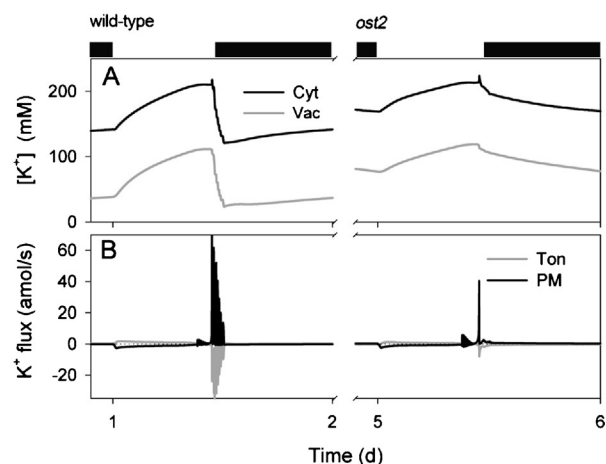 wild-type
ost2
A
Cyt
Vac
[K⁺] (mM)
200
100
0
B
Ton
PM
K⁺ flux (amol/s)
60
40
20
0
-20
1
2
5
6
Time (d)